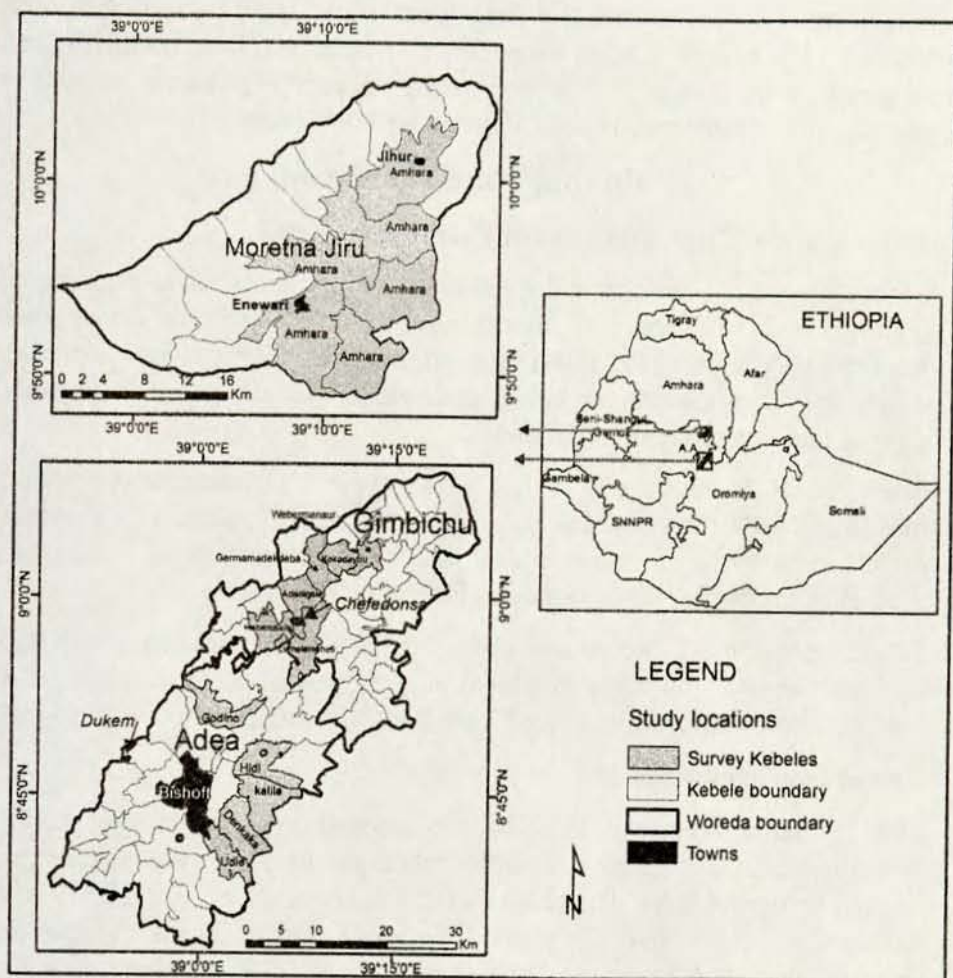 39°0'0"E 39°10'0"E
10°0'0"N
10°0'0"N
Jihur
Amhara
Amhara
Moretna Jiru
Amhara
Amhara
Enewari
Amhara
Amhara
9°50'0"N
9°50'0"N
0 2 4 8 12 16
Km
39°0'0"E 39°10'0"E
ETHIOPIA
Tigray
Amhara
Afar
A.A
Gambela
Oromiya
SNNPR
Somali
39°0'0"E 39°15'0"E
Gimbichu
9°0'0"N
9°0'0"N
Chefedonsa
Godino
Dukem
Adea
Hidi
Bishoft
kalila
8°45'0"N
8°45'0"N
Denkaka
Ude
0 5 10 20 30
Km
39°0'0"E 39°15'0"E
LEGEND
Study locations
Survey Kebeles
Kebele boundary
Woreda boundary
Towns
N